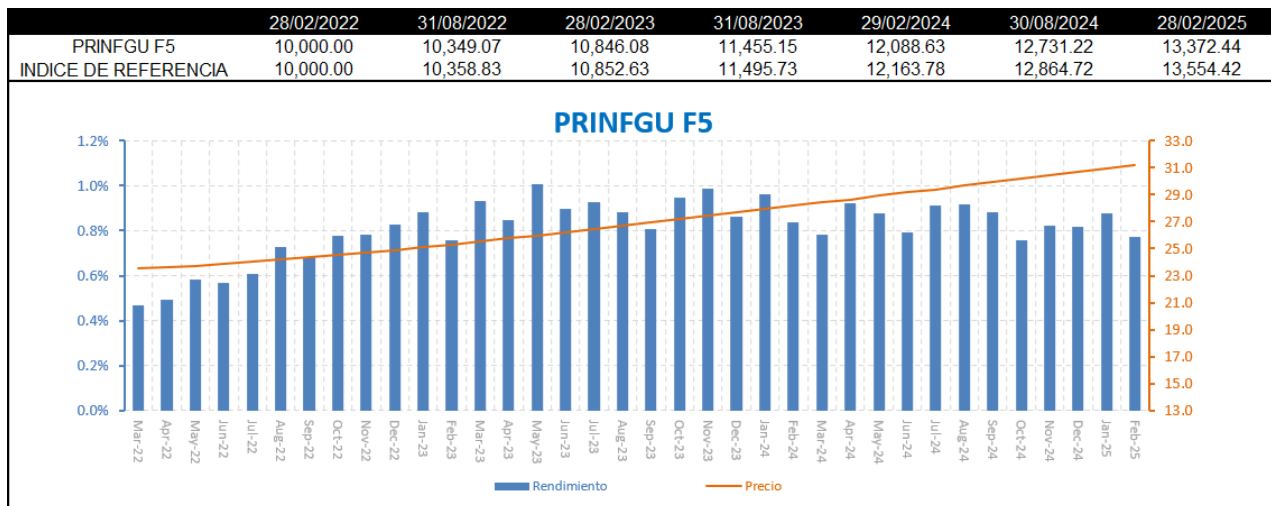 28/02/2022 31/08/2022 28/02/2023 31/08/2023 29/02/2024 30/08/2024 28/02/2025
PRINFGU F5 10,000.00 10,349.07 10,846.08 11,455.15 12,088.63 12,731.22 13,372.44
INDICE DE REFERENCIA 10,000.00 10,358.83 10,852.63 11,495.73 12,163.78 12,864.72 13,554.42
PRINFGU F5
1.2% 33.0
31.0
1.0% 29.0
27.0
0.8% 25.0
0.6% 23.0
21.0
0.4% 19.0
17.0
0.2% 15.0
0.0% 13.0
Mar-22 Apr-22 May-22 Jun-22 Jul-22 Aug-22 Sep-22 Oct-22 Nov-22 Dec-22 Jan-23 Feb-23 Mar-23 Apr-23 May-23 Jun-23 Jul-23 Aug-23 Sep-23 Oct-23 Nov-23 Dec-23 Jan-24 Feb-24 Mar-24 Apr-24 May-24 Jun-24 Jul-24 Aug-24 Sep-24 Oct-24 Nov-24 Dec-24 Jan-25 Feb-25
Rendimiento Precio